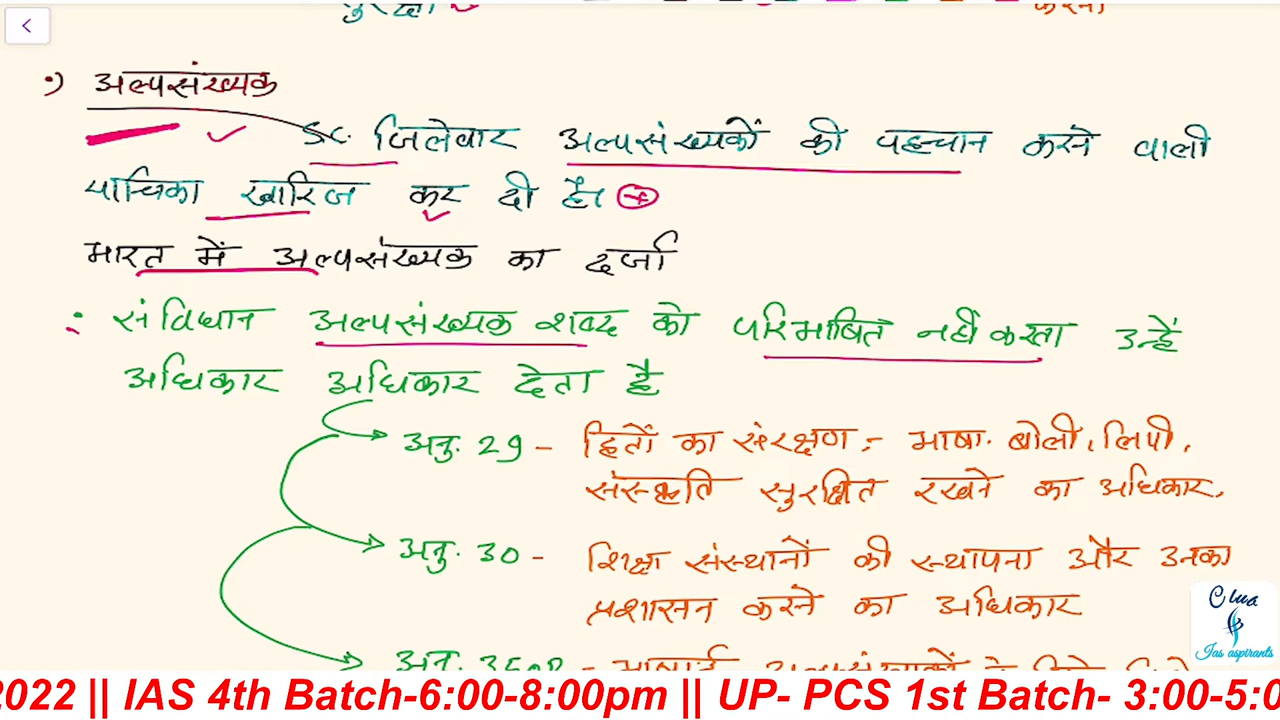 सुरक्षा करना
अल्पसंख्यक
SC. जिलेवार अल्पसंख्यकों की पहचान करने वाली
याचिका खारिज कर दी है।
भारत में अल्पसंख्यक का दर्जा
: संविधान अल्पसंख्यक शब्द को परिभाषित नहीं करता उन्हें
अधिकार अधिकार देता है
अनु. 29 - हितों का संरक्षण :- भाषा. बोली, लिपी,
संस्कृति सुरक्षित रखने का अधिकार.
अनु. 30 - शिक्षा संस्थानों की स्थापना और उनका
प्रशासन करने का अधिकार
Clue
Ias aspirants
2022 || IAS 4th Batch-6:00-8:00pm || UP- PCS 1st Batch- 3:00-5:0